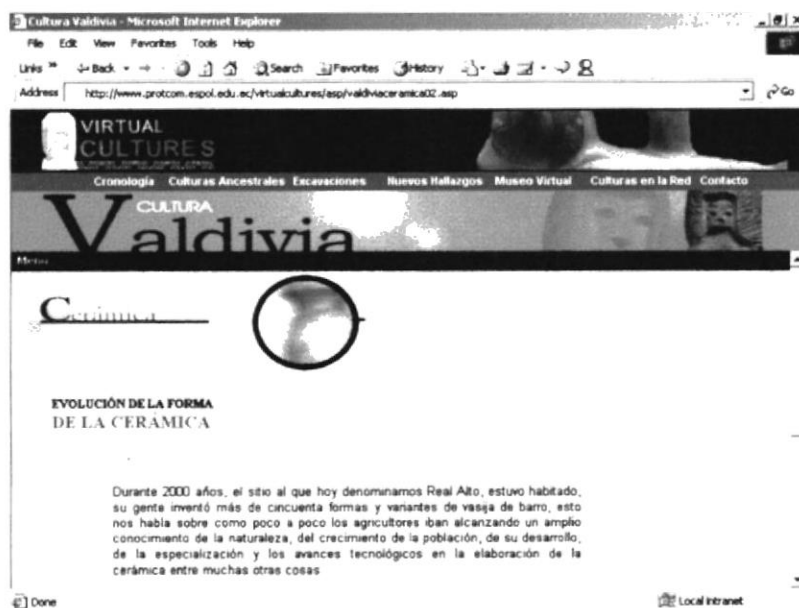 Cultura Valdivia - Microsoft Internet Explorer
File Edit View Favorites Tools Help
Links » Back Search Favorites History
Address http://www.protcom.espol.edu.ec/virtualcultures/asp/valdiviaceramica02.asp Go
VIRTUAL
CULTURES
Cronología Culturas Ancestrales Excavaciones Nuevos Hallazgos Museo Virtual Culturas en la Red Contacto
CULTURA
Valdivia
Menu
Cerámica
EVOLUCIÓN DE LA FORMA
DE LA CERÁMICA
Durante 2000 años, el sitio al que hoy denominamos Real Alto, estuvo habitado,
su gente inventó más de cincuenta formas y variantes de vasija de barro, esto
nos habla sobre como poco a poco los agricultores iban alcanzando un amplio
conocimiento de la naturaleza, del crecimiento de la población, de su desarrollo,
de la especialización y los avances tecnológicos en la elaboración de la
cerámica entre muchas otras cosas
Done Local intranet